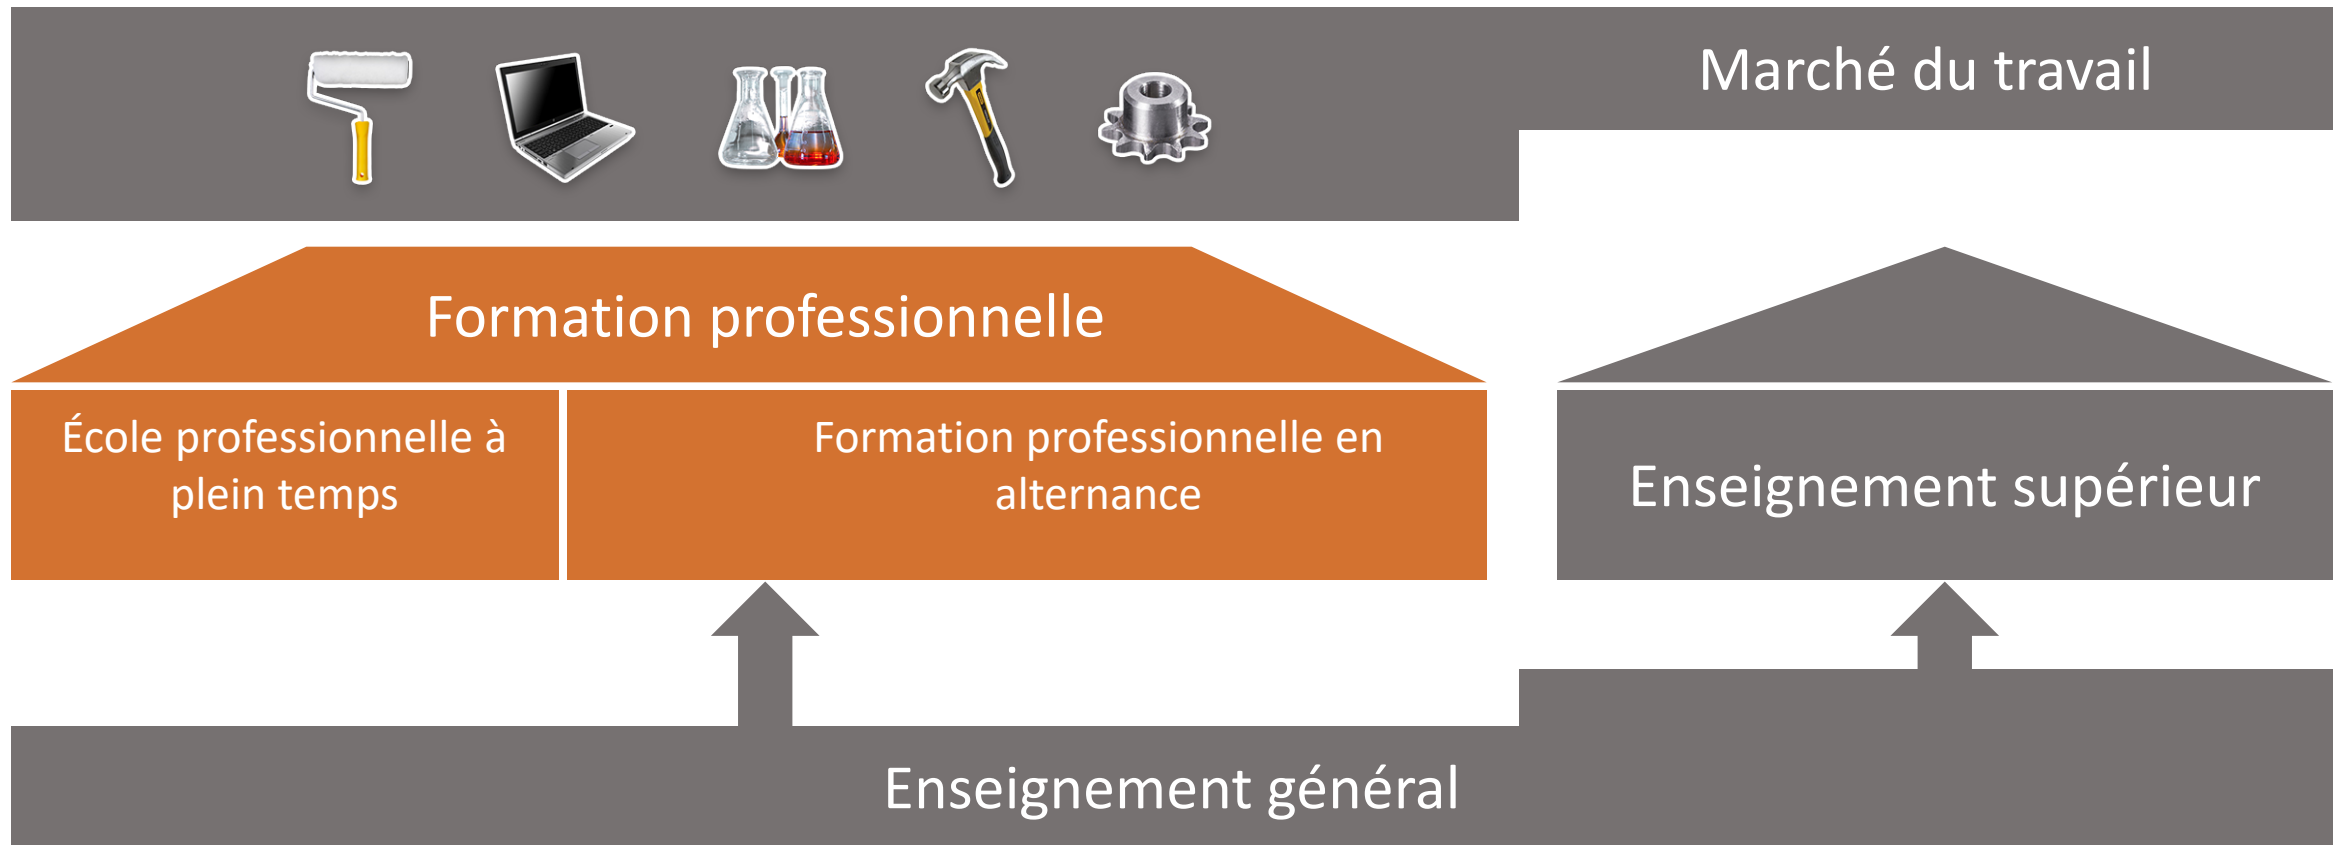 Marché du travail
Formation professionnelle
École professionnelle à
plein temps
Formation professionnelle en
alternance
Enseignement supérieur
Enseignement général